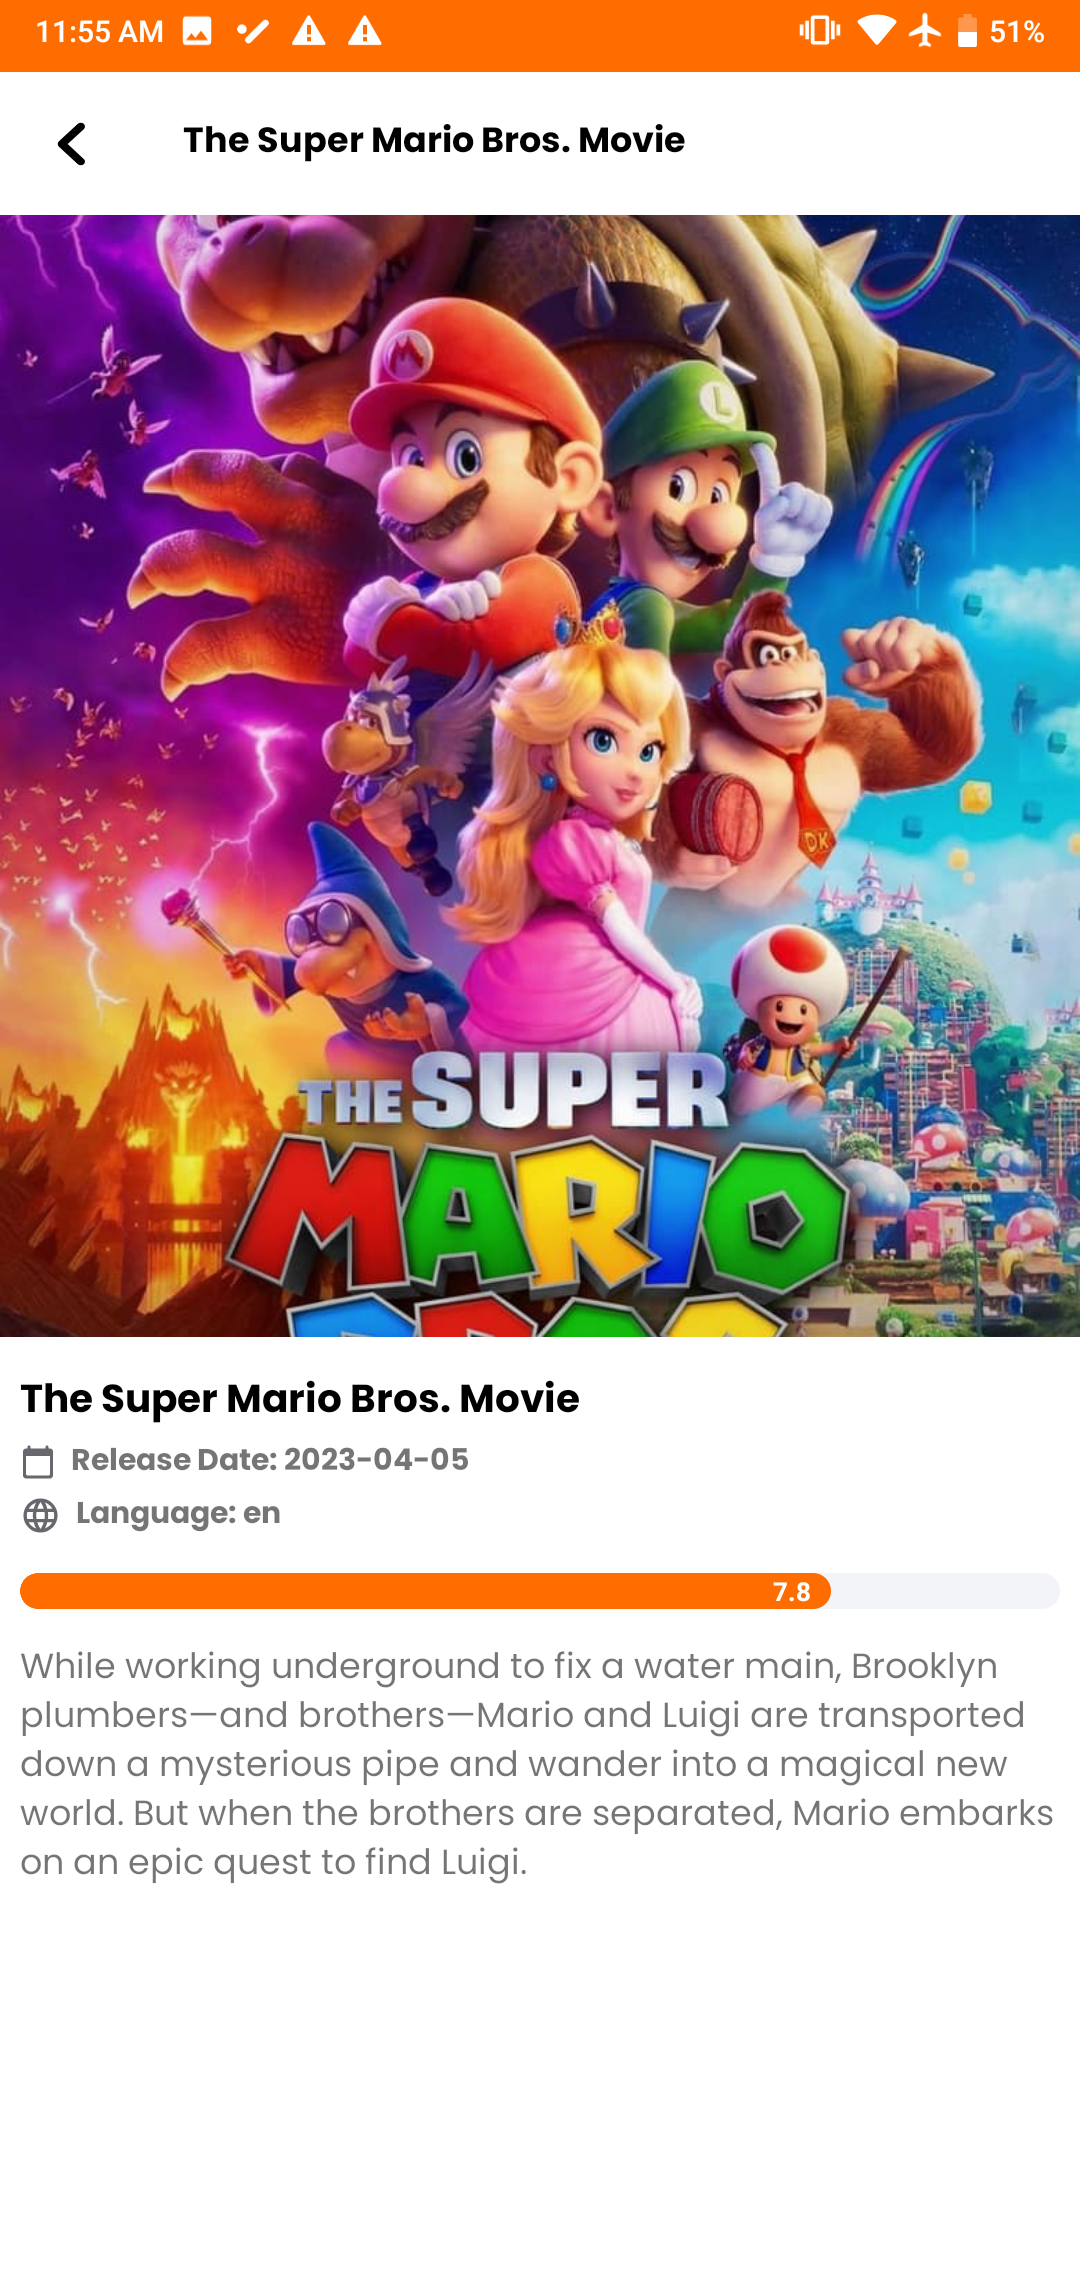 11:55 AM 51%
The Super Mario Bros. Movie
M
L
DK
THE SUPER
MARIO
The Super Mario Bros. Movie
Release Date: 2023-04-05
Language: en
7.8
While working underground to fix a water main, Brooklyn
plumbers—and brothers—Mario and Luigi are transported
down a mysterious pipe and wander into a magical new
world. But when the brothers are separated, Mario embarks
on an epic quest to find Luigi.